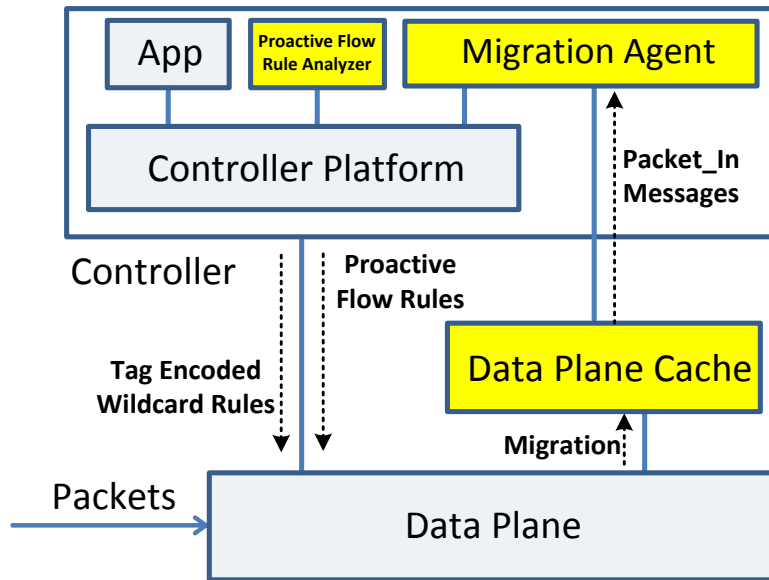 App
Proactive Flow
Rule Analyzer
Migration Agent
Controller Platform
Packet_In
Messages
Controller
Proactive
Flow Rules
Tag Encoded
Wildcard Rules
Data Plane Cache
Migration
Packets
Data Plane